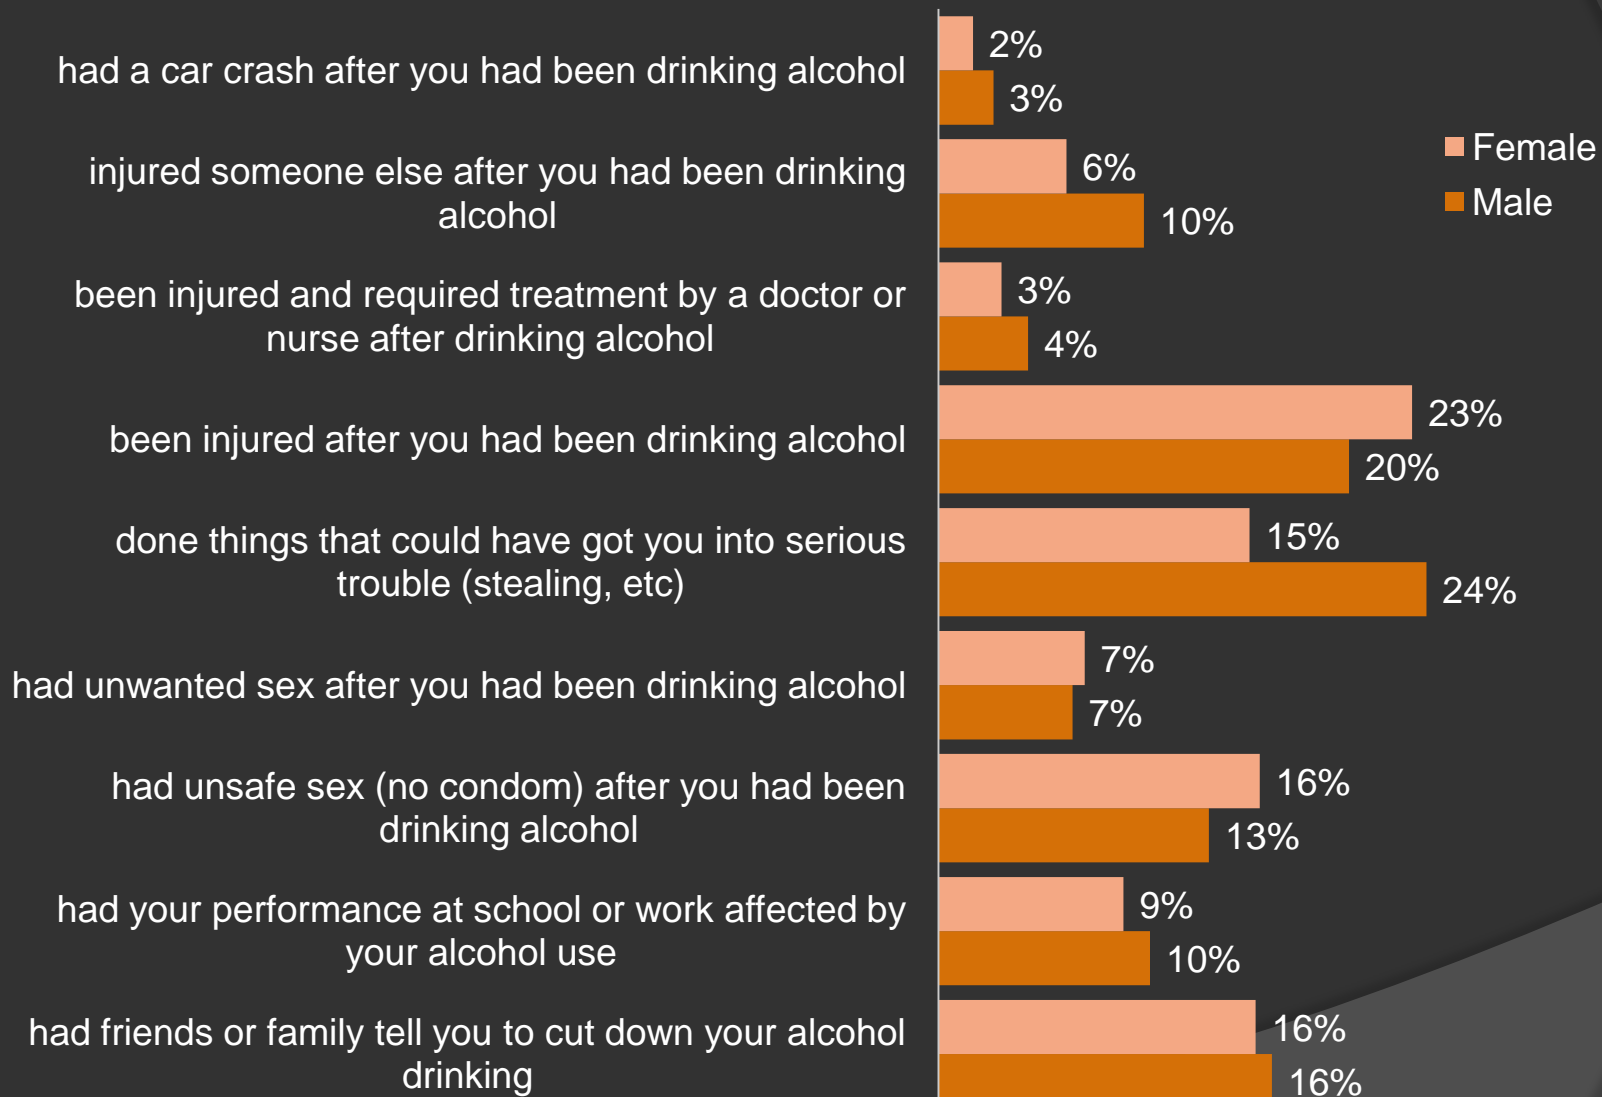 had a car crash after you had been drinking alcohol
2%
3%
injured someone else after you had been drinking
alcohol
6%
10%
Female
Male
been injured and required treatment by a doctor or
nurse after drinking alcohol
3%
4%
been injured after you had been drinking alcohol
23%
20%
done things that could have got you into serious
trouble (stealing, etc)
15%
24%
had unwanted sex after you had been drinking alcohol
7%
7%
had unsafe sex (no condom) after you had been
drinking alcohol
16%
13%
had your performance at school or work affected by
your alcohol use
9%
10%
had friends or family tell you to cut down your alcohol
drinking
16%
16%